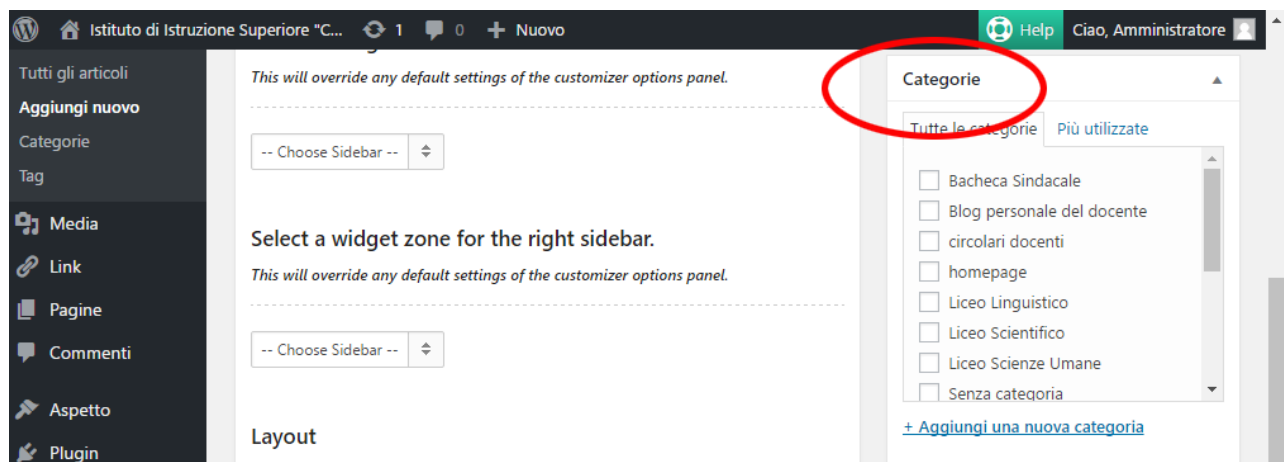 Istituto di Istruzione Superiore "C... 1 0 + Nuovo Help Ciao, Amministratore
Tutti gli articoli
Aggiungi nuovo
Categorie
Tag
Media
Link
Pagine
Commenti
Aspetto
Plugin
This will override any default settings of the customizer options panel.
-- Choose Sidebar --
Select a widget zone for the right sidebar.
This will override any default settings of the customizer options panel.
-- Choose Sidebar --
Layout
Categorie
Tutte le categorie Più utilizzate
Bacheca Sindacale
Blog personale del docente
circolari docenti
homepage
Liceo Linguistico
Liceo Scientifico
Liceo Scienze Umane
Senza categoria
+ Aggiungi una nuova categoria